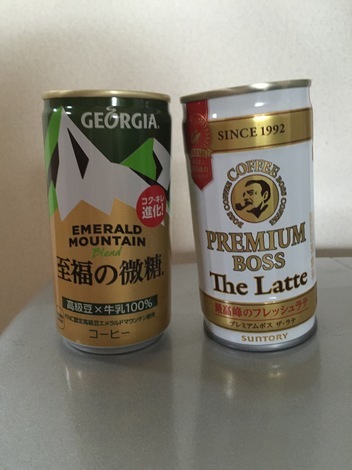 GEORGIA
コク・キレ
進化!
EMERALD
MOUNTAIN
Blend
至福の微糖
高級豆×牛乳100%
コーヒー
SINCE 1992
BOSS COFFEE
PREMIUM
BOSS
The Latte
最高峰のフレッシュラテ
プレミアムボス ザ・ラテ
SUNTORY